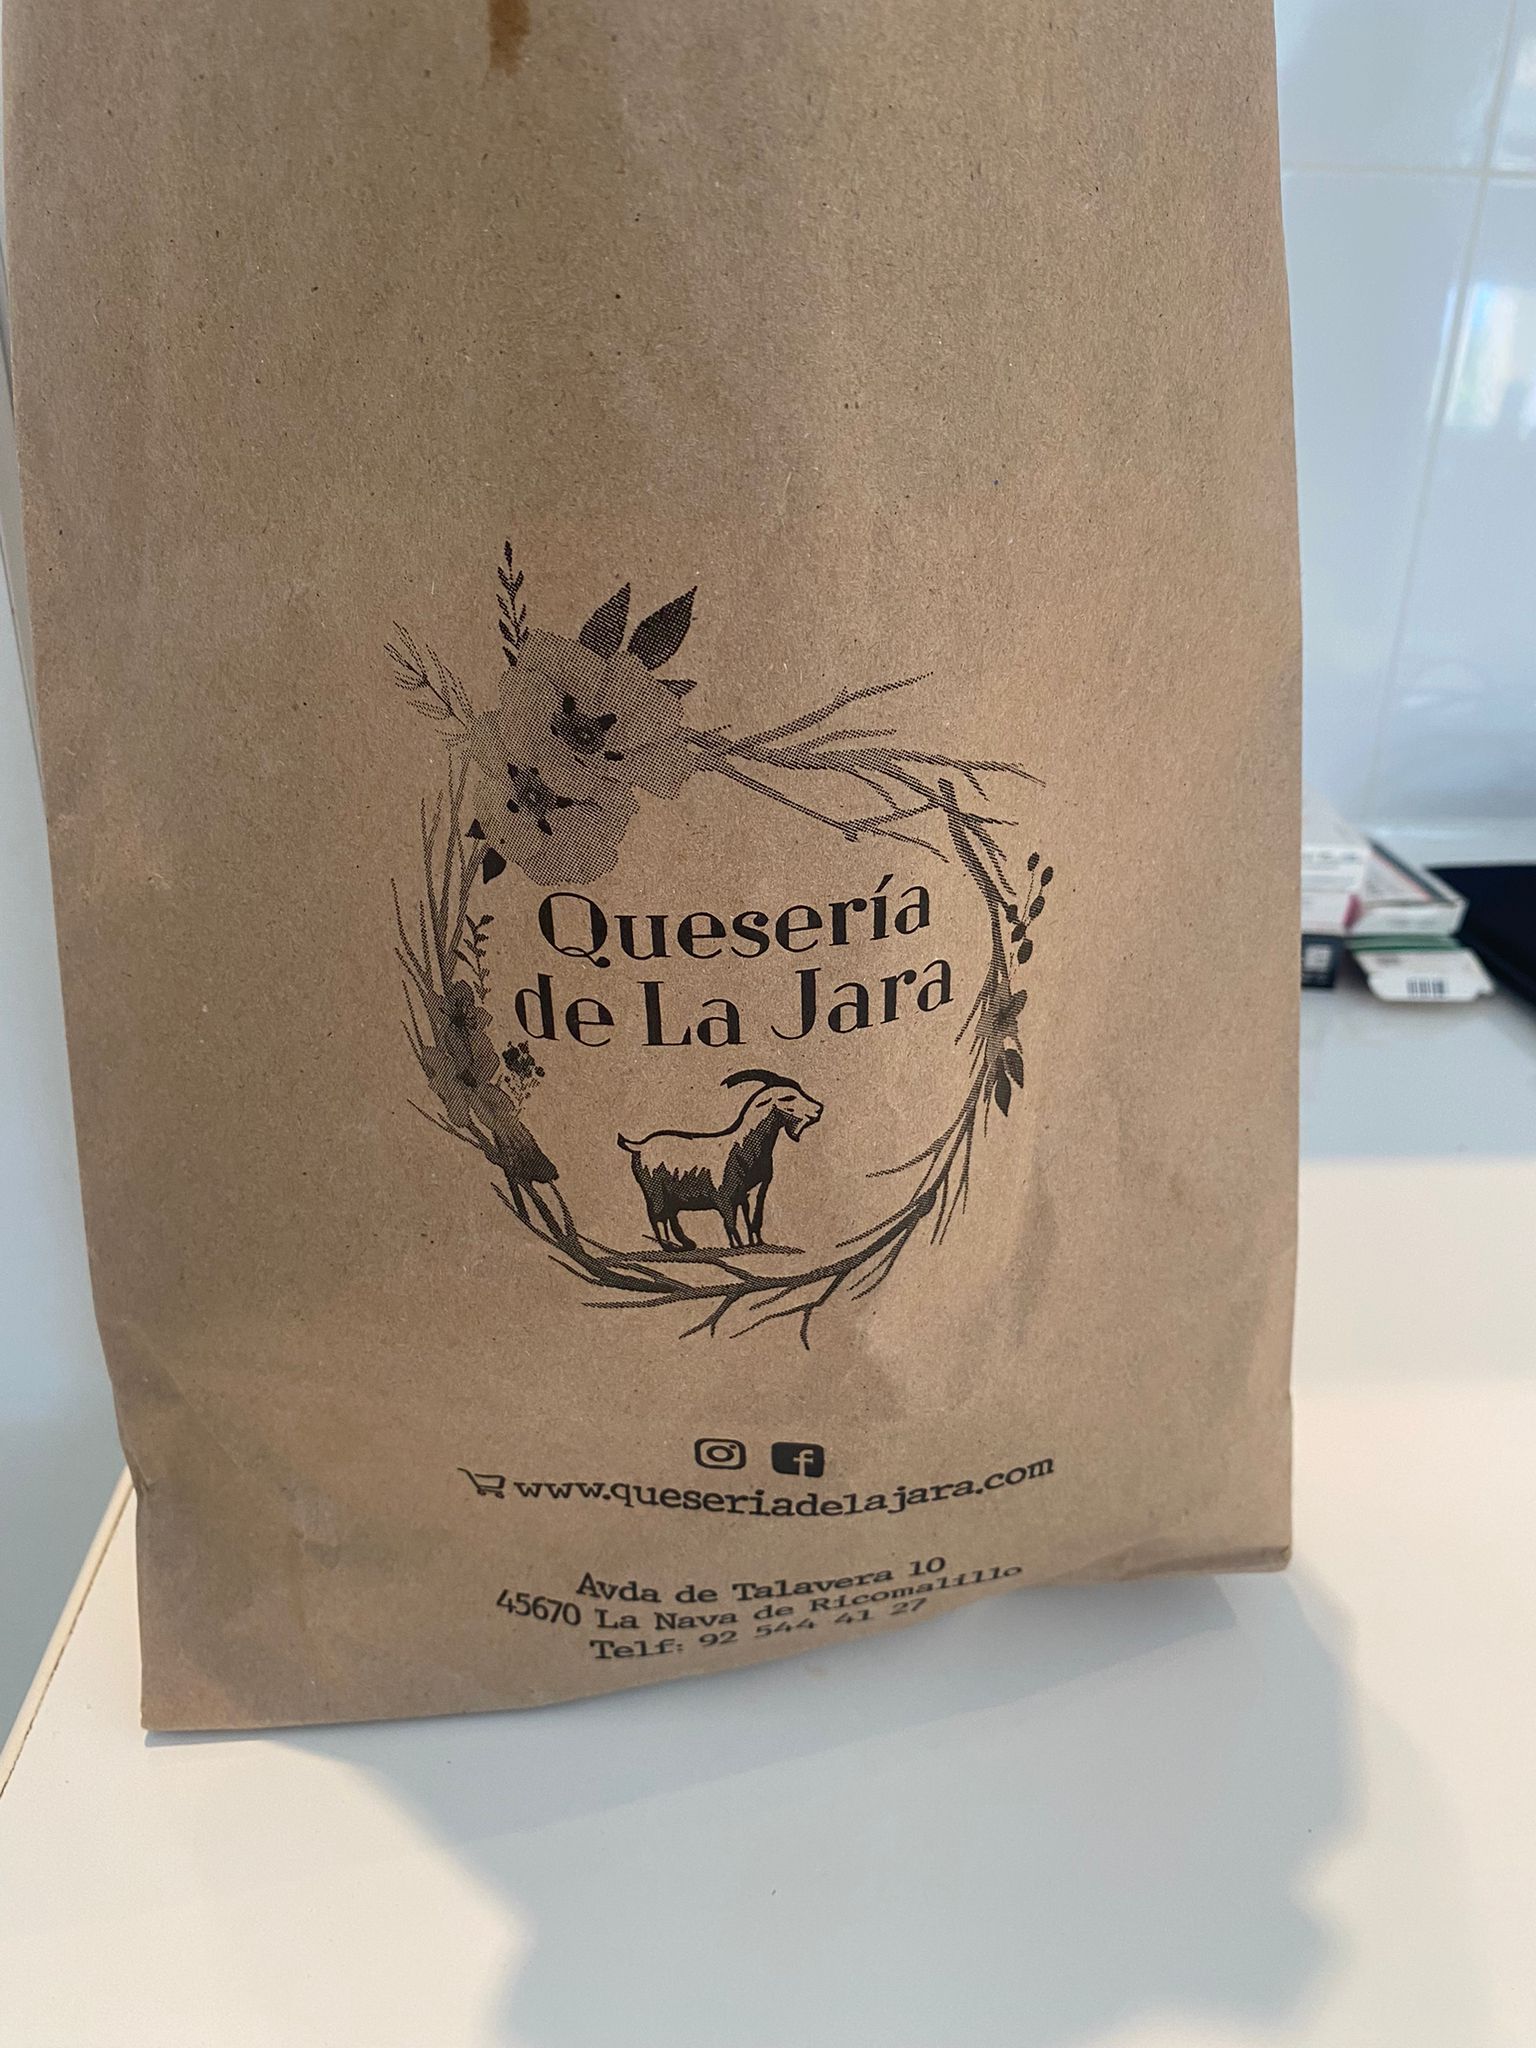 Quesería
de La Jara
www.queseriadelajara.com
Avda de Talavera 10
45670 La Nava de Ricomalillo
Telf: 92 544 41 27